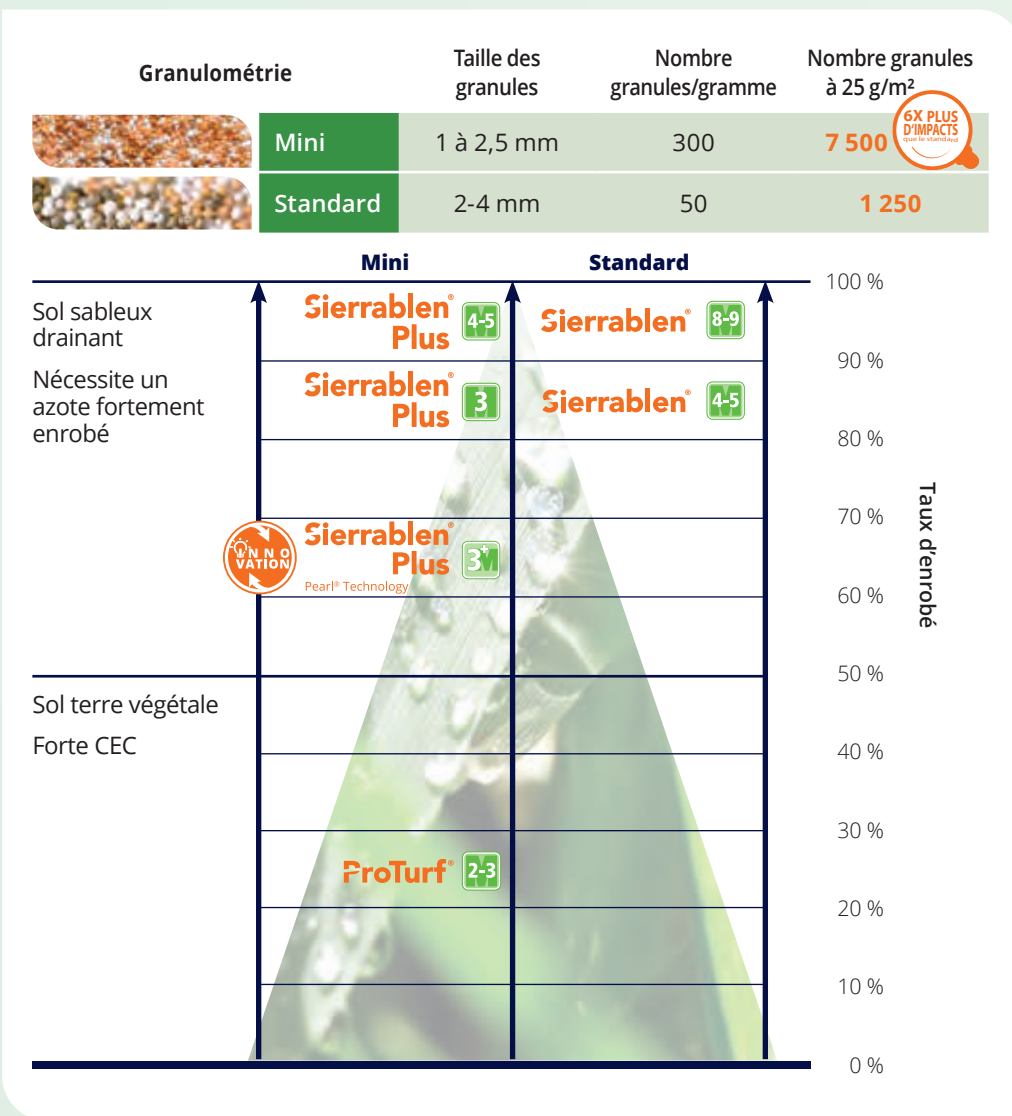 Granulométrie
Taille des
granules
Nombre
granules/gramme
Nombre granules
à 25 g/m²
Mini
1 à 2,5 mm
300
7 500
6X PLUS
D'IMPACTS
que le standard
Standard
2-4 mm
50
1 250
Mini
Standard
100 %
Sol sableux
drainant
Sierrablen®
Plus
4-5
Sierrablen®
8-9
90 %
Nécessite un
azote fortement
enrobé
Sierrablen®
Plus
3
Sierrablen®
4-5
80 %
70 %
INNO
VATION
Sierrablen®
Plus
3+M
Pearl® Technology
60 %
Taux d'enrobé
50 %
Sol terre végétale
Forte CEC
40 %
30 %
ProTurf®
2-3
20 %
10 %
0 %